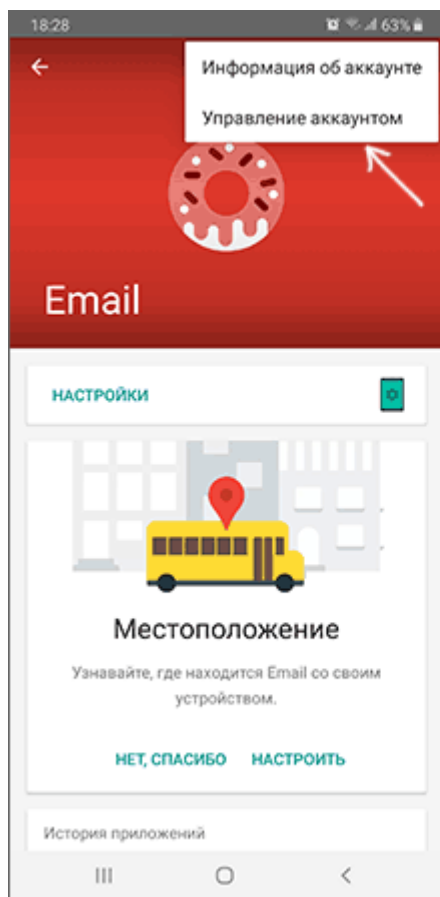 18:28
63%
Информация об аккаунте
Управление аккаунтом
Email
НАСТРОЙКИ
Местоположение
Узнавайте, где находится Email со своим
устройством.
НЕТ, СПАСИБО НАСТРОИТЬ
История приложений